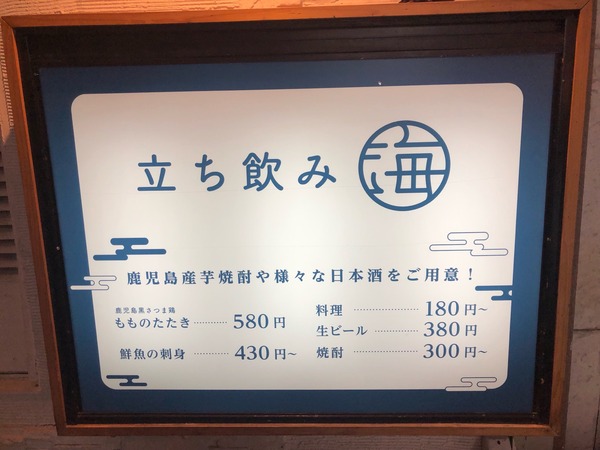 立ち飲み 海
鹿児島産芋焼酎や様々な日本酒をご用意！
鹿児島黒さつま鶏
もものたたき ………… 580円
鮮魚の刺身 ………… 430円~
料理 ………………… 180円~
生ビール …………… 380円
焼酎 ………………… 300円~